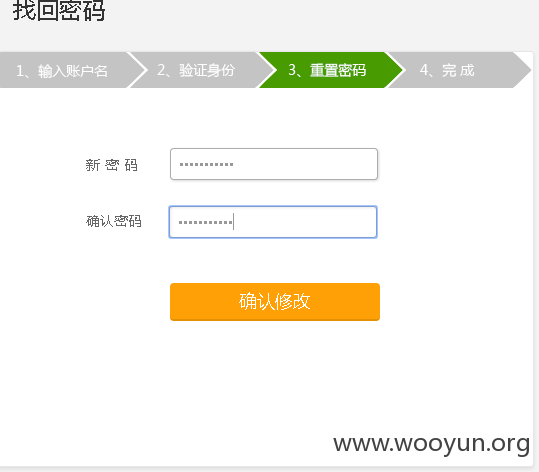 找回密码
1、输入账户名
2、验证身份
3、重置密码
4、完 成
新 密 码
确认密码
确认修改
www.wooyun.org